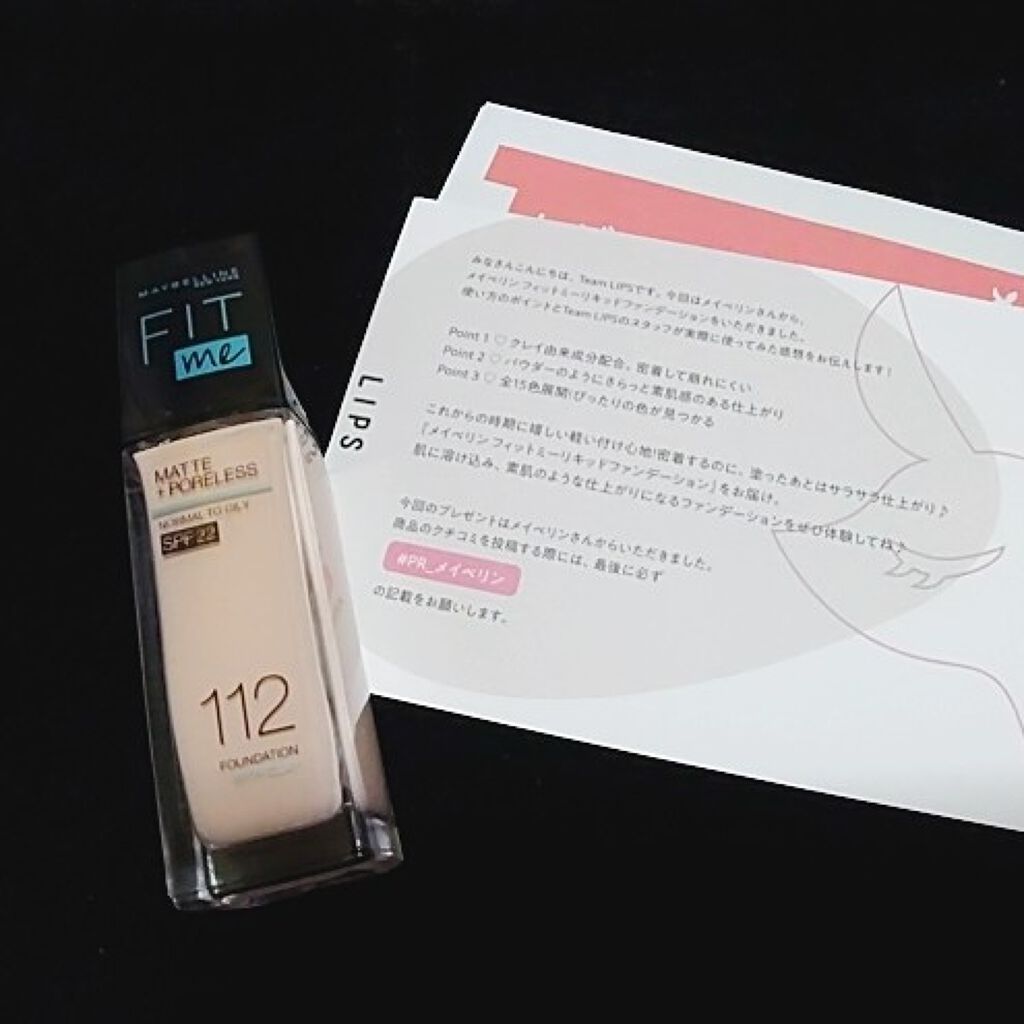 MAYBELLINE
NEW YORK
FIT
me
MATTE
+ PORELESS
NORMAL TO OILY
SPF 22
112
FOUNDATION
LIPS
みなさんこんにちは、Team LIPSです。今回はメイベリンさんから、
メイベリン フィットミーリキッドファンデーションをいただきました。
使い方のポイントとTeam LIPSのスタッフが実際に使ってみた感想をお伝えします！
Point 1 ♡ クレイ由来成分配合。密着して崩れにくい
Point 2 ♡ パウダーのようにさらっと素肌感のある仕上がり
Point 3 ♡ 全15色展開!ぴったりの色が見つかる
これからの時期に嬉しい軽い付け心地!密着するのに、塗ったあとはサラサラ仕上がり♪
『メイベリン フィットミーリキッドファンデーション』をお届け。
肌に溶け込み、素肌のような仕上がりになるファンデーションをぜひ体験してね♪
今回のプレゼントはメイベリンさんからいただきました。
商品のクチコミを投稿する際には、最後に必ず
#PR_メイベリン
の記載をお願いします。